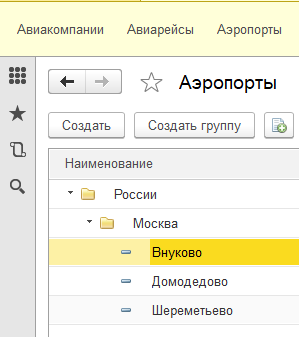 Авиакомпании Авиарейсы Аэропорты
Аэропорты
Создать Создать группу
Наименование
России
Москва
Внуково
Домодедово
Шереметьево